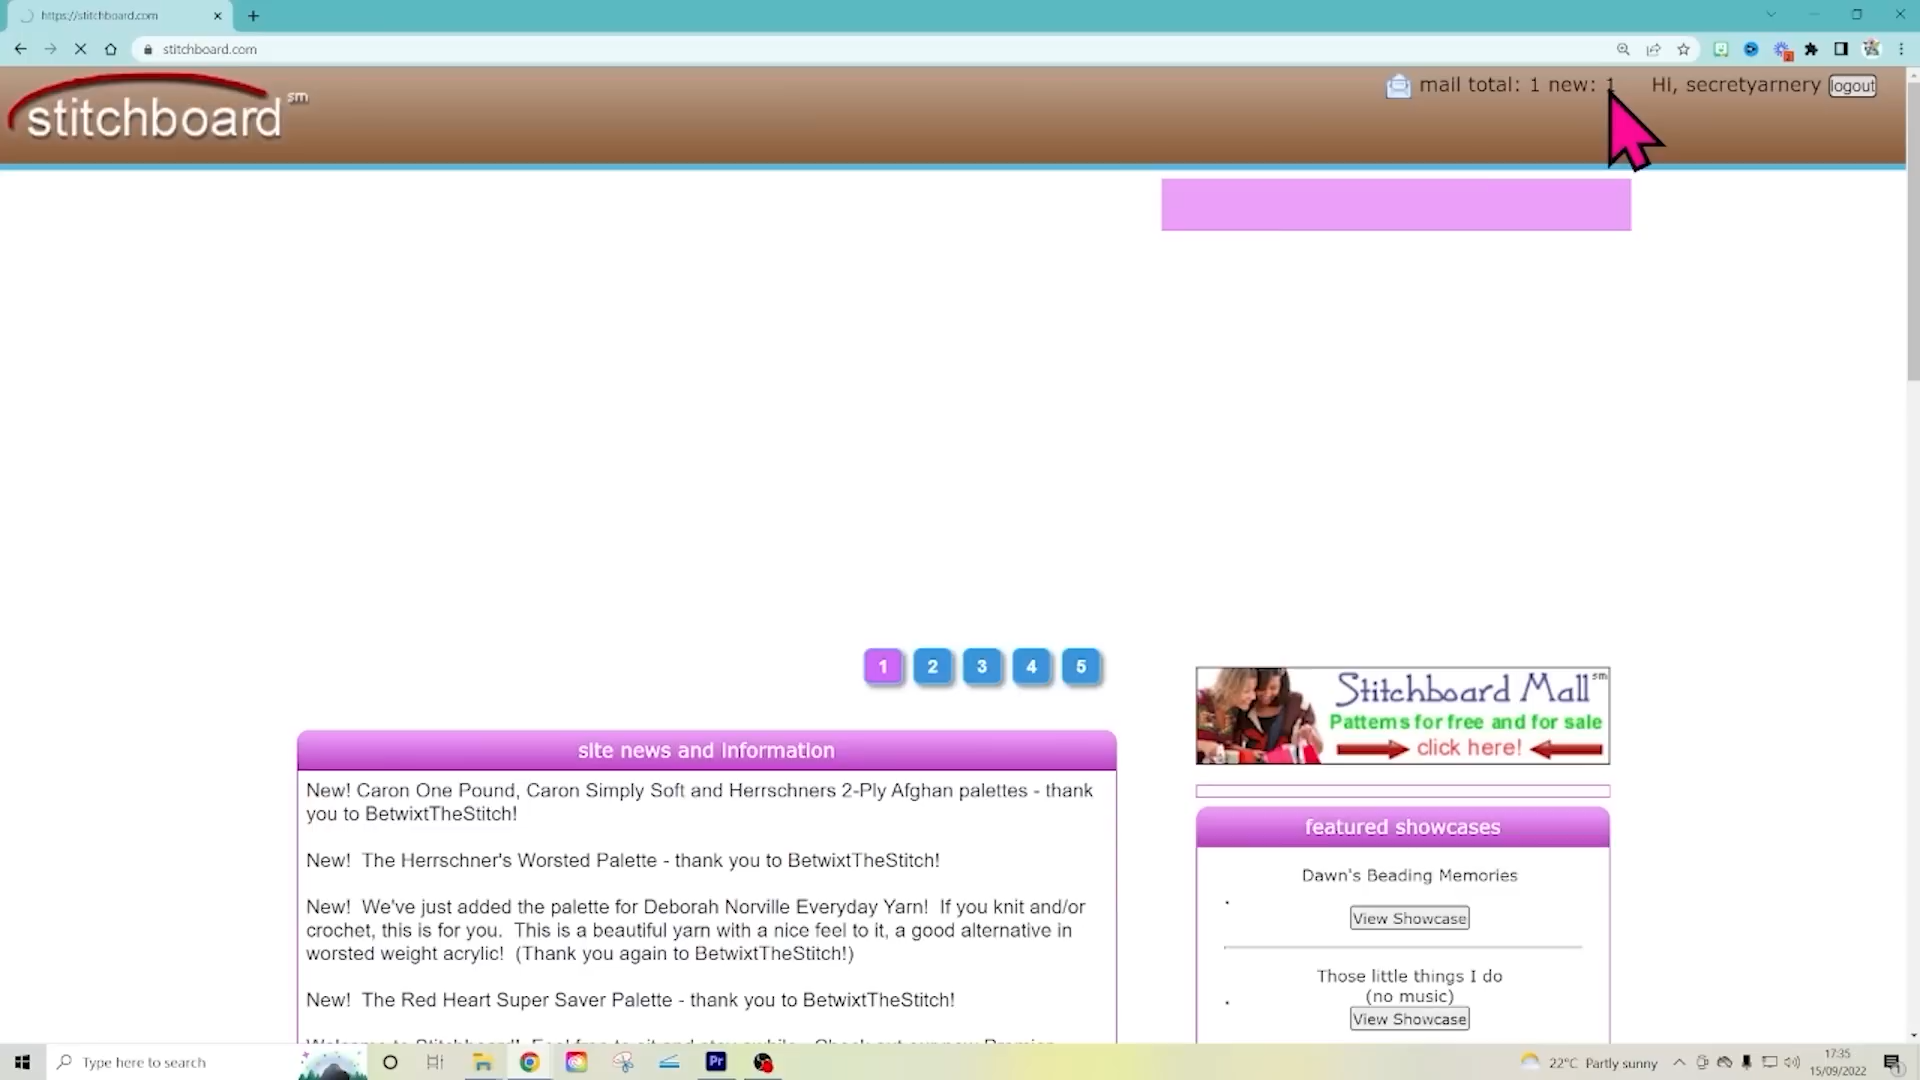 https://stitchboard.com
stitchboard.com
stitchboard sm
mail total: 1 new: 1
Hi, secretyarnery
logout
1 2 3 4 5
Stitchboard Mall sm
Patterns for free and for sale
click here!
site news and information
New! Caron One Pound, Caron Simply Soft and Herrschners 2-Ply Afghan palettes - thank
you to BetwixtTheStitch!
New! The Herrschner's Worsted Palette - thank you to BetwixtTheStitch!
New! We've just added the palette for Deborah Norville Everyday Yarn! If you knit and/or
crochet, this is for you. This is a beautiful yarn with a nice feel to it, a good alternative in
worsted weight acrylic! (Thank you again to BetwixtTheStitch!)
New! The Red Heart Super Saver Palette - thank you to BetwixtTheStitch!
featured showcases
Dawn's Beading Memories
View Showcase
Those little things I do
(no music)
View Showcase
Type here to search
Pr
22°C Partly sunny
17:35
15/09/2022